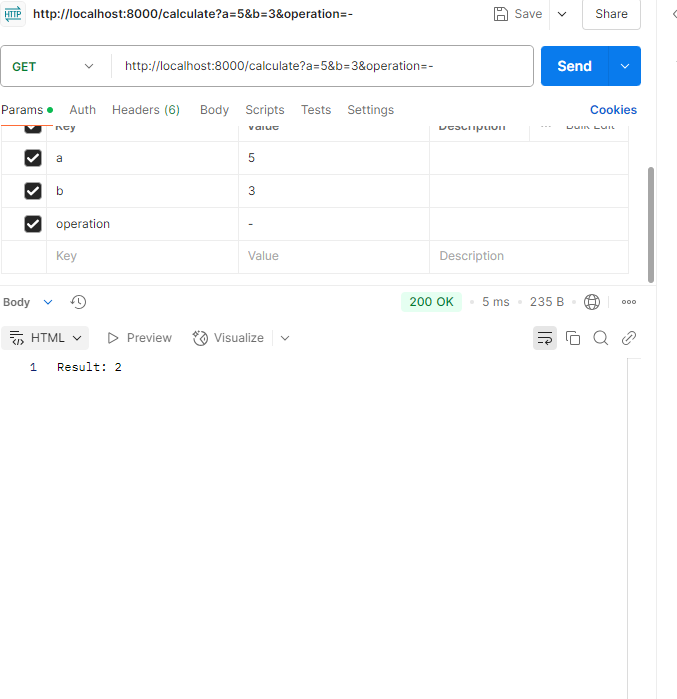 HTTP http://localhost:8000/calculate?a=5&b=3&operation=- Save Share
GET http://localhost:8000/calculate?a=5&b=3&operation=- Send
Params Auth Headers (6) Body Scripts Tests Settings Cookies
Key Value Description Bulk Edit
a 5
b 3
operation -
Key Value Description
Body 200 OK 5 ms 235 B
HTML Preview Visualize
1 Result: 2